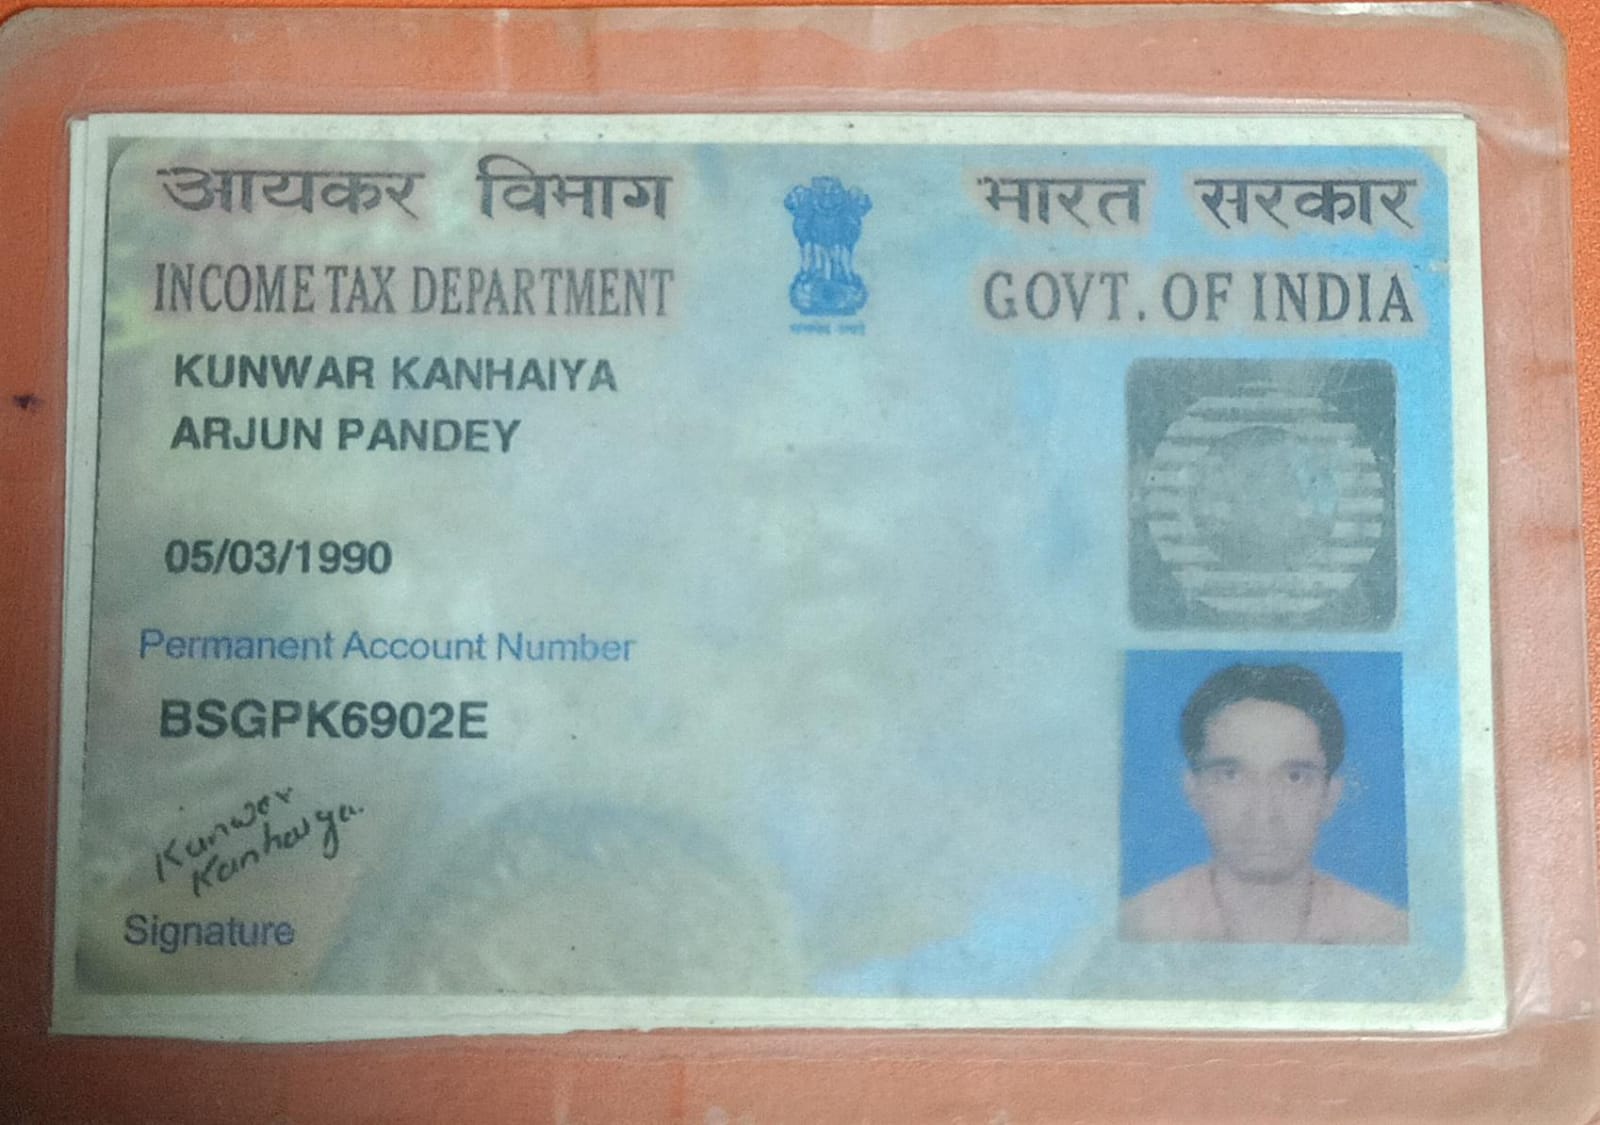 आयकर विभाग
INCOME TAX DEPARTMENT
भारत सरकार
GOVT. OF INDIA
KUNWAR KANHAIYA
ARJUN PANDEY
05/03/1990
Permanent Account Number
BSGPK6902E
Kunwar
Kanhaiya.
Signature